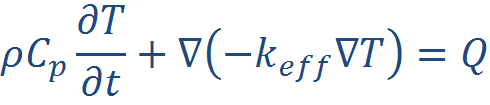 ρC_p ∂T/∂t + ∇(−k_eff ∇T) = Q